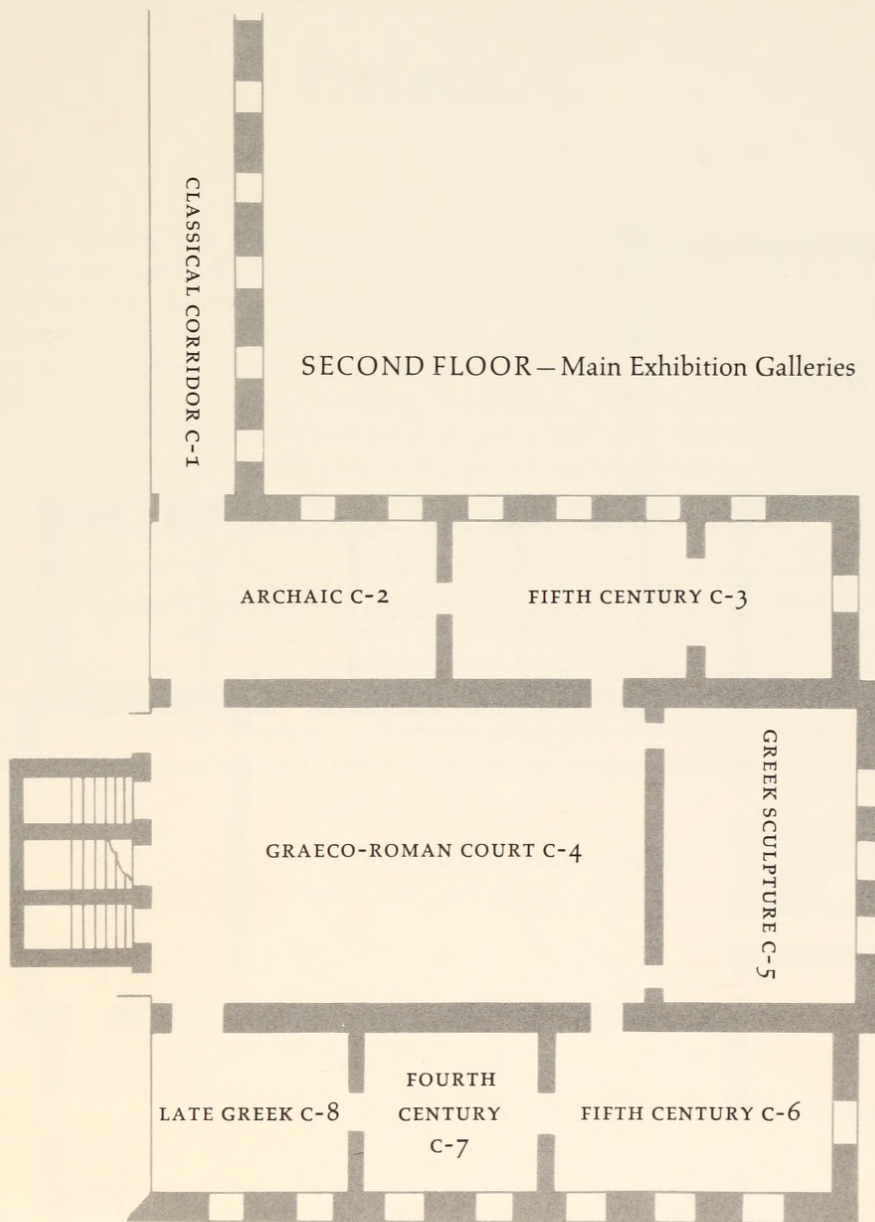 CLASSICAL CORRIDOR C-1
SECOND FLOOR—Main Exhibition Galleries
ARCHAIC C-2
FIFTH CENTURY C-3
GRAECO-ROMAN COURT C-4
GREEK SCULPTURE C-5
LATE GREEK C-8
FOURTH
CENTURY
C-7
FIFTH CENTURY C-6